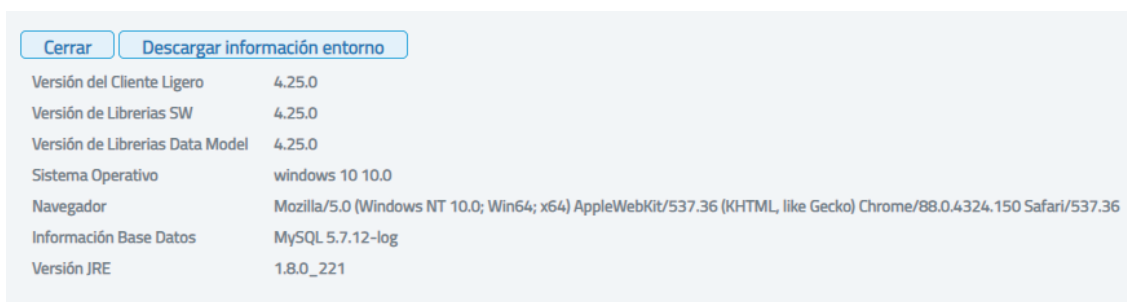 Cerrar Descargar información entorno
Versión del Cliente Ligero 4.25.0
Versión de Librerias SW 4.25.0
Versión de Librerias Data Model 4.25.0
Sistema Operativo windows 10 10.0
Navegador Mozilla/5.0 (Windows NT 10.0; Win64; x64) AppleWebKit/537.36 (KHTML, like Gecko) Chrome/88.0.4324.150 Safari/537.36
Información Base Datos MySQL 5.7.12-log
Versión JRE 1.8.0_221